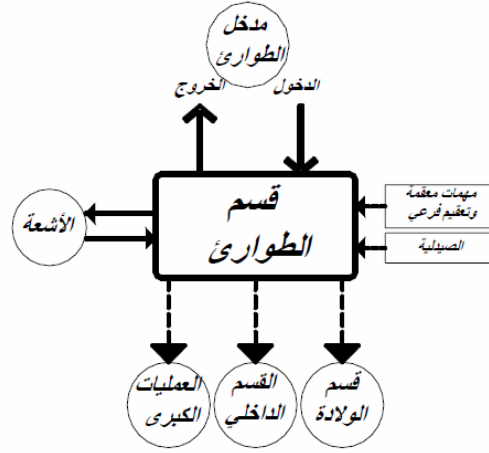 مدخل
الطوارئ
الدخول
الخروج
قسم
الطوارئ
مهمات معقمة
وتعقيم فرعي
الصيدلية
الأشعة
قسم
الولادة
القسم
الداخلي
العمليات
الكبرى